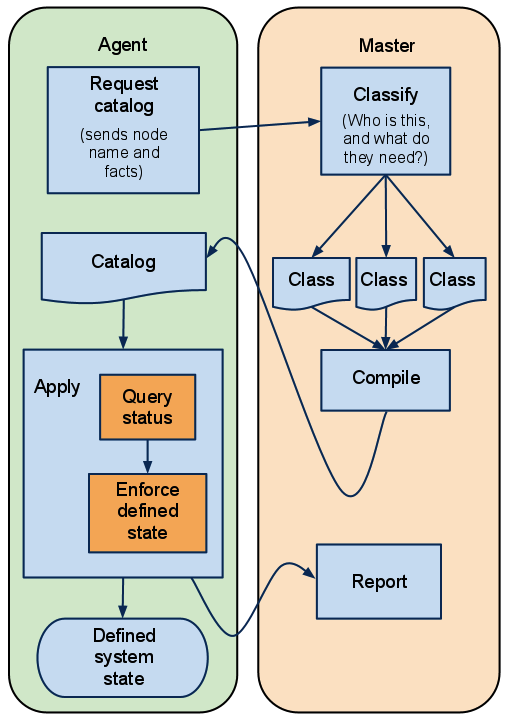 Agent
Request
catalog
(sends node
name and
facts)
Catalog
Apply
Query
status
Enforce
defined
state
Defined
system
state
Master
Classify
(Who is this,
and what do
they need?)
Class
Class
Class
Compile
Report